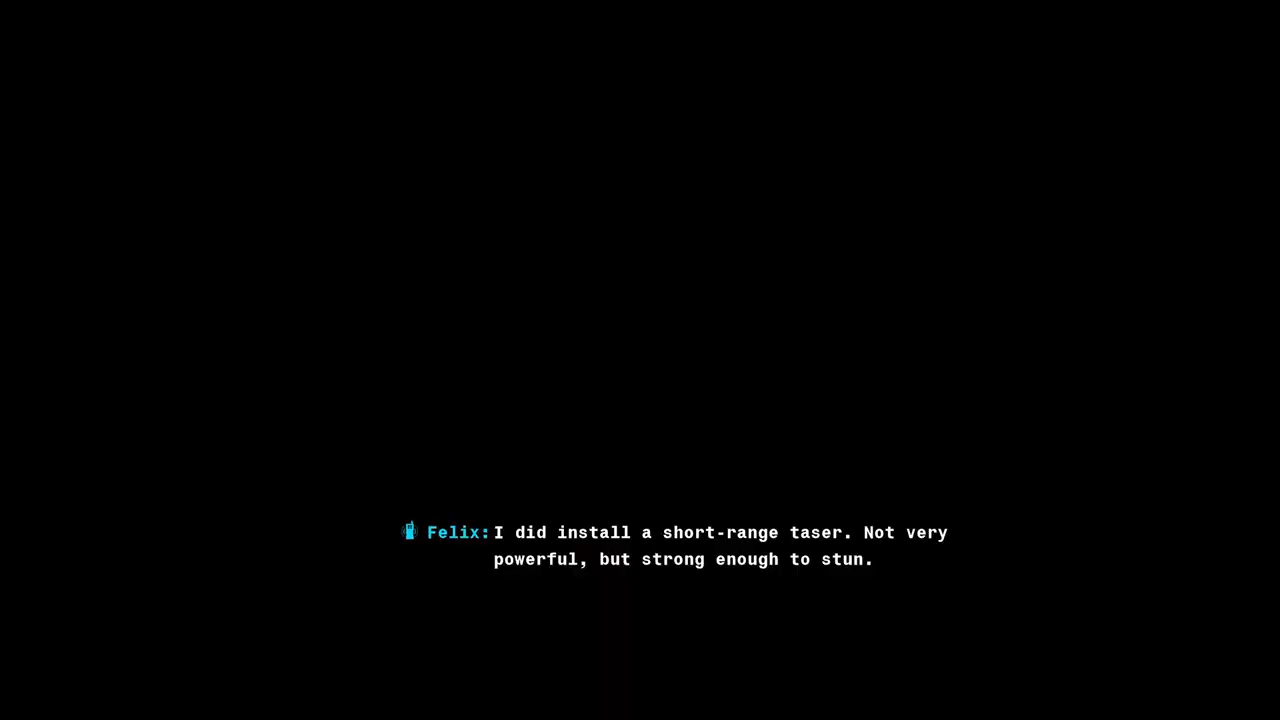 Felix: I did install a short-range taser. Not very
powerful, but strong enough to stun.